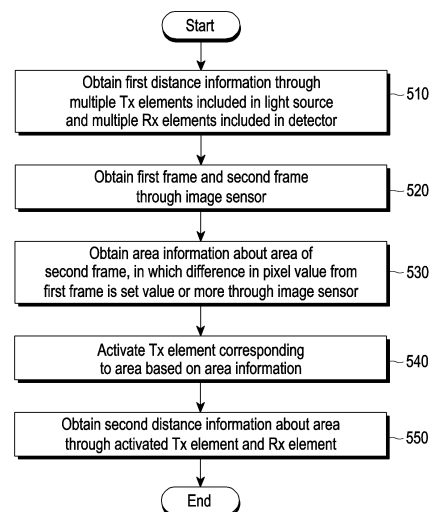 Start
Obtain first distance information through
multiple Tx elements included in light source
and multiple Rx elements included in detector
510
Obtain first frame and second frame
through image sensor
520
Obtain area information about area of
second frame, in which difference in pixel value from
first frame is set value or more through image sensor
530
Activate Tx element corresponding
to area based on area information
540
Obtain second distance information about area
through activated Tx element and Rx element
550
End